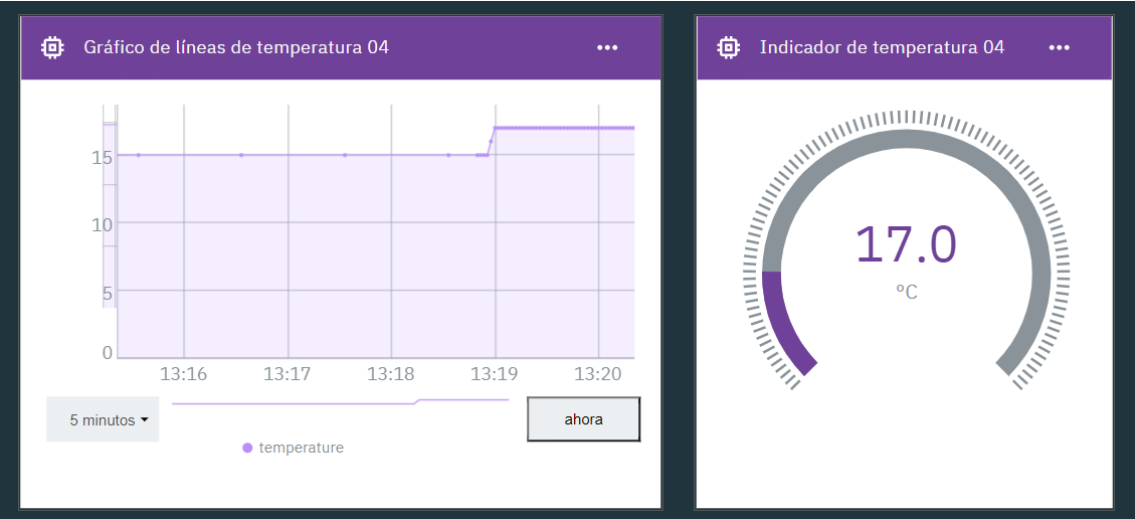 Gráfico de líneas de temperatura 04
15
10
5
0
13:16 13:17 13:18 13:19 13:20
5 minutos
ahora
temperature
Indicador de temperatura 04
17.0
ºC